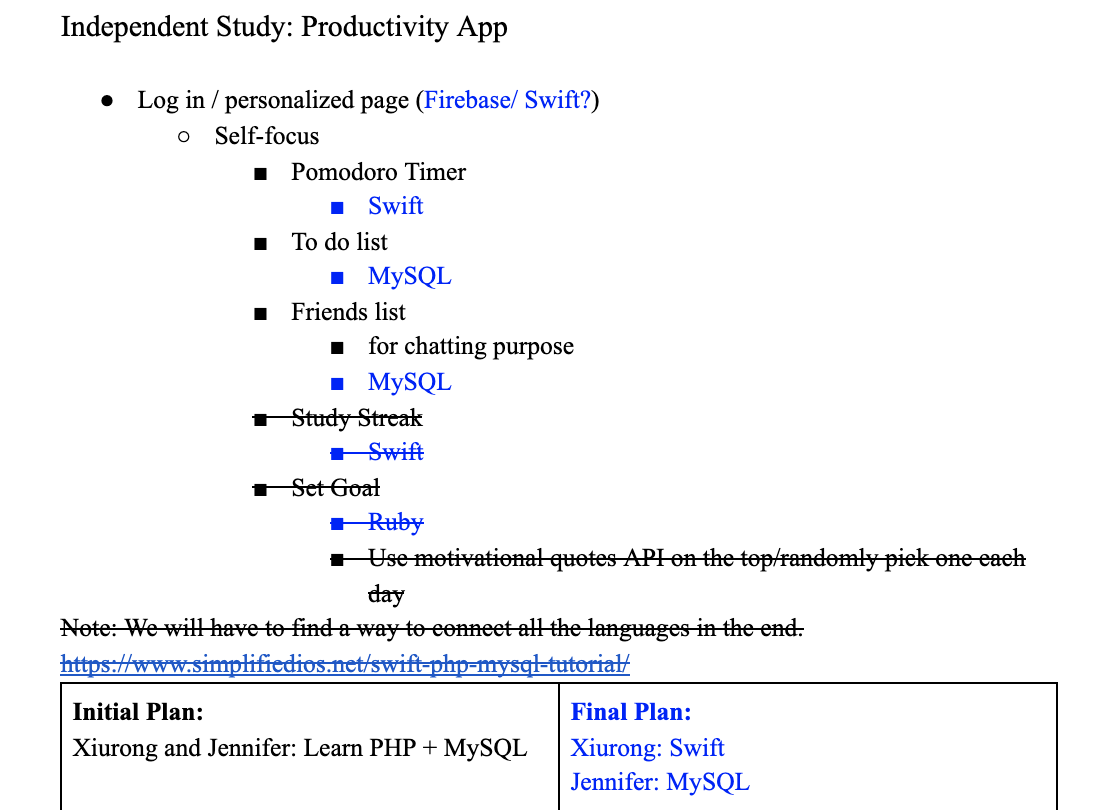 Independent Study: Productivity App
● Log in / personalized page (Firebase/ Swift?)
○ Self-focus
■ Pomodoro Timer
■ Swift
■ To do list
■ MySQL
■ Friends list
■ for chatting purpose
■ MySQL
■ Study Streak
■ Swift
■ Set Goal
■ Ruby
■ Use motivational quotes API on the top/randomly pick one each
day
Note: We will have to find a way to connect all the languages in the end.
https://www.simplifiedios.net/swift-php-mysql-tutorial/
Initial Plan:
Xiurong and Jennifer: Learn PHP + MySQL
Final Plan:
Xiurong: Swift
Jennifer: MySQL